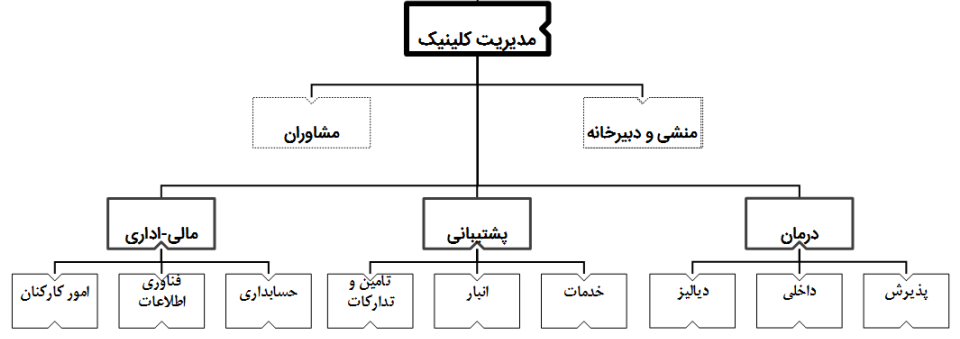 مدیریت کلینیک
منشی و دبیرخانه
مشاوران
درمان
پشتیبانی
مالی-اداری
پذیرش
داخلی
دیالیز
خدمات
انبار
تامین و
تدارکات
حسابداری
فناوری
اطلاعات
امور کارکنان